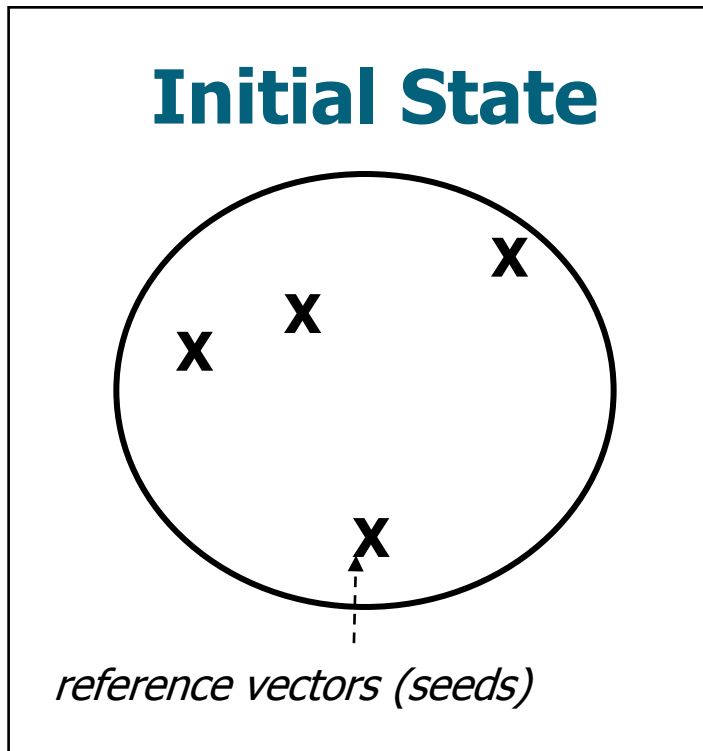 Initial State
X
X
X
X
reference vectors (seeds)